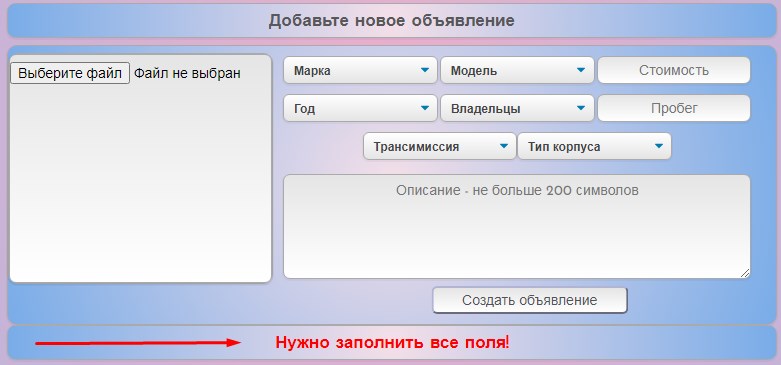 Добавьте новое объявление
Выберите файл Файл не выбран
Марка Модель Стоимость
Год Владельцы Пробег
Трансимиссия Тип корпуса
Описание - не больше 200 символов
Создать объявление
Нужно заполнить все поля!